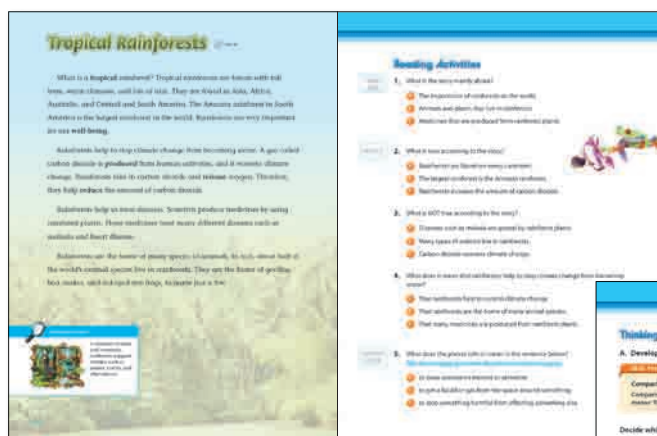 Tropical Rainforests
What is a tropical rainforest? Tropical rainforests are forests with tall
trees, warm climates, and lots of rain. They are found in Asia, Africa,
Australia, and Central and South America. The Amazon rainforest in South
America is the largest rainforest in the world. Rainforests are very important
for our well-being.
Rainforests help to stop climate change from becoming worse. A gas called
carbon dioxide is produced from human activities, and it worsens climate
change. Rainforests take in carbon dioxide and release oxygen. Therefore,
they help reduce the amount of carbon dioxide.
Rainforests help us treat diseases. Scientists produce medicines by using
rainforest plants. These medicines treat many different diseases such as
malaria and heart disease.
Rainforests are the home of many species of animals. In fact, about half of
the world's animal species live in rainforests. They are the home of gorillas,
boa snakes, and red-eyed tree frogs, to name just a few.
Reading Activities
1. What is the story mainly about?
The importance of rainforests to the world
Animals and plants that live in rainforests
Medicines that are produced from rainforest plants
2. What is true according to the story?
Rainforests are found on every continent.
The largest rainforest is the Amazon rainforest.
Rainforests increase the amount of carbon dioxide.
3. What is NOT true according to the story?
Diseases such as malaria are treated by rainforest plants.
Many types of animals live in rainforests.
Carbon dioxide worsens climate change.
4. What does it mean that rainforests help to stop climate change from becoming
worse?
That rainforests help to control climate change
That rainforests are the home of many animal species
That many medicines are produced from rainforest plants
5. What does the phrase take in mean in the sentence below?
to make someone interested in something
to get a liquid or gas from the space around something
to stop something harmful from affecting something else
Thinking
A. Develop
Decide whi